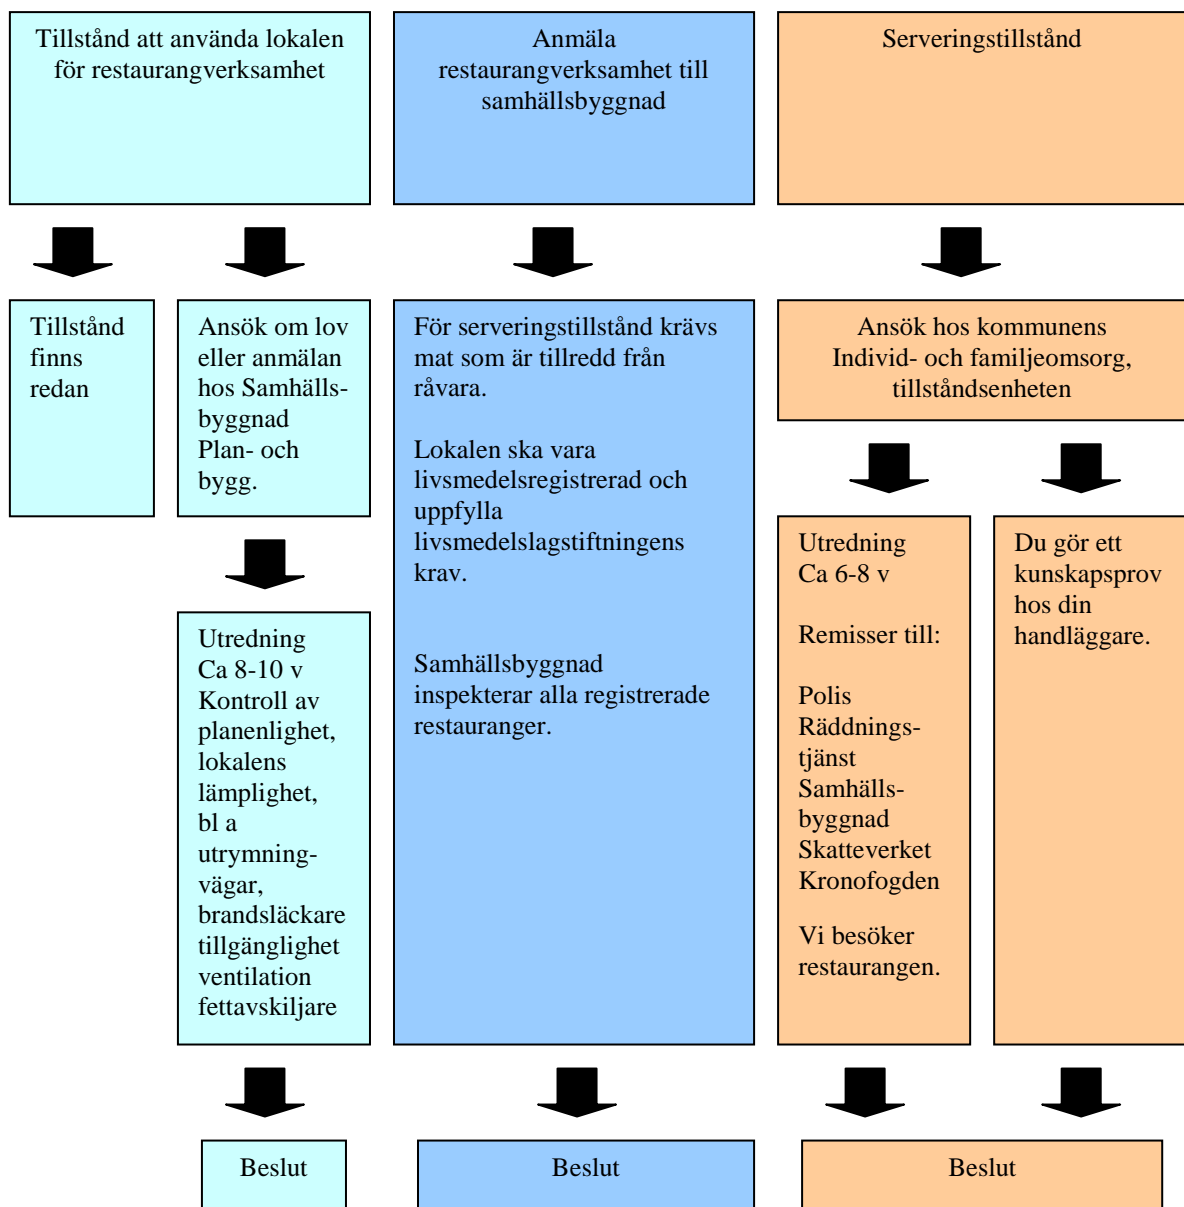 Tillstånd att använda lokalen
för restaurangverksamhet
Anmäla
restaurangverksamhet till
samhällsbyggnad
Serveringstillstånd
Tillstånd
finns
redan
Ansök om lov
eller anmälan
hos Samhälls-
byggnad
Plan- och
bygg.
För serveringstillstånd krävs
mat som är tillredd från
råvara.
Lokalen ska vara
livsmedelsregistrerad och
uppfylla
livsmedelslagstiftningens
krav.
Samhällsbyggnad
inspekterar alla registrerade
restauranger.
Ansök hos kommunens
Individ- och familjeomsorg,
tillståndsenheten
Utredning
Ca 8-10 v
Kontroll av
planenlighet,
lokalens
lämplighet,
bl a
utrymning-
vägar,
brandsläckare
tillgänglighet
ventilation
fettavskiljare
Utredning
Ca 6-8 v
Remisser till:
Polis
Räddnings-
tjänst
Samhälls-
byggnad
Skatteverket
Kronofogden
Vi besöker
restaurangen.
Du gör ett
kunskapsprov
hos din
handläggare.
Beslut
Beslut
Beslut